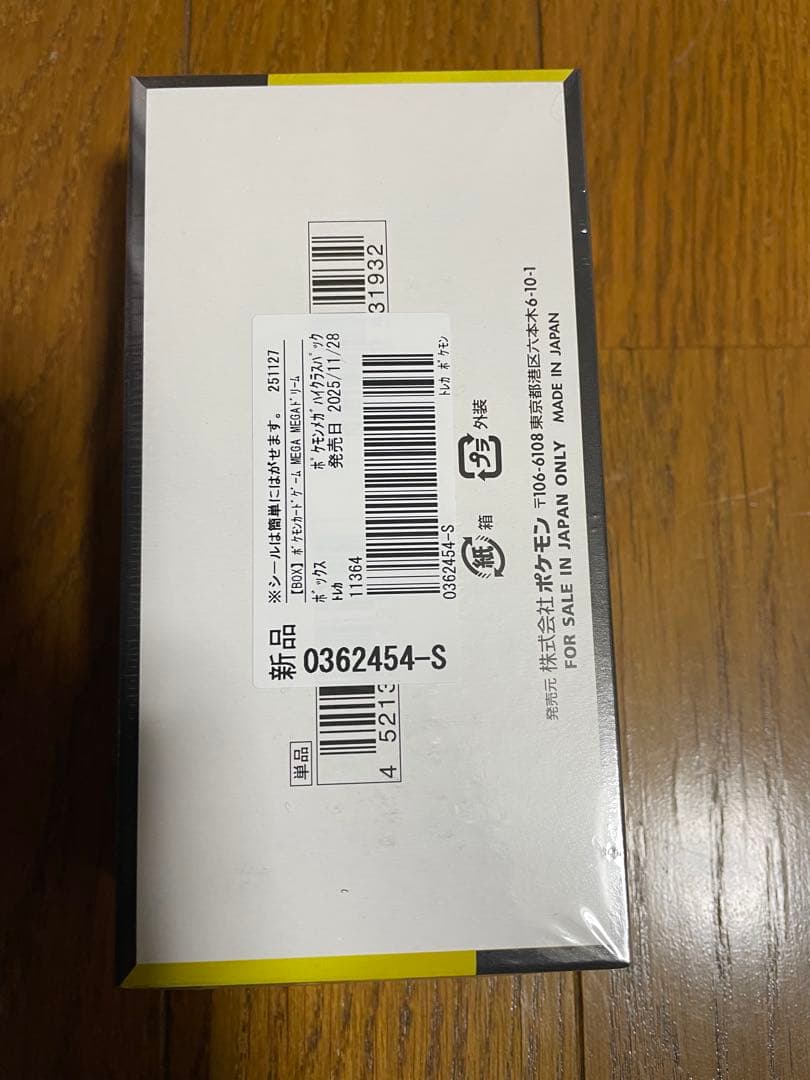 ※シールは簡単にはがせます。 251127
【BOX】ポケモンカードゲーム MEGA MEGAドリーム
ボックス ポケモンメガ ハイクラスパック
トレカ 発売日 2025/11/28
11364
0362454-S トレカ ポケモン
新品 0362454-S
単品
4 5213
31932
紙 箱
プラ 外装
発売元 株式会社ポケモン 〒106-6108 東京都港区六本木6-10-1
FOR SALE IN JAPAN ONLY MADE IN JAPAN